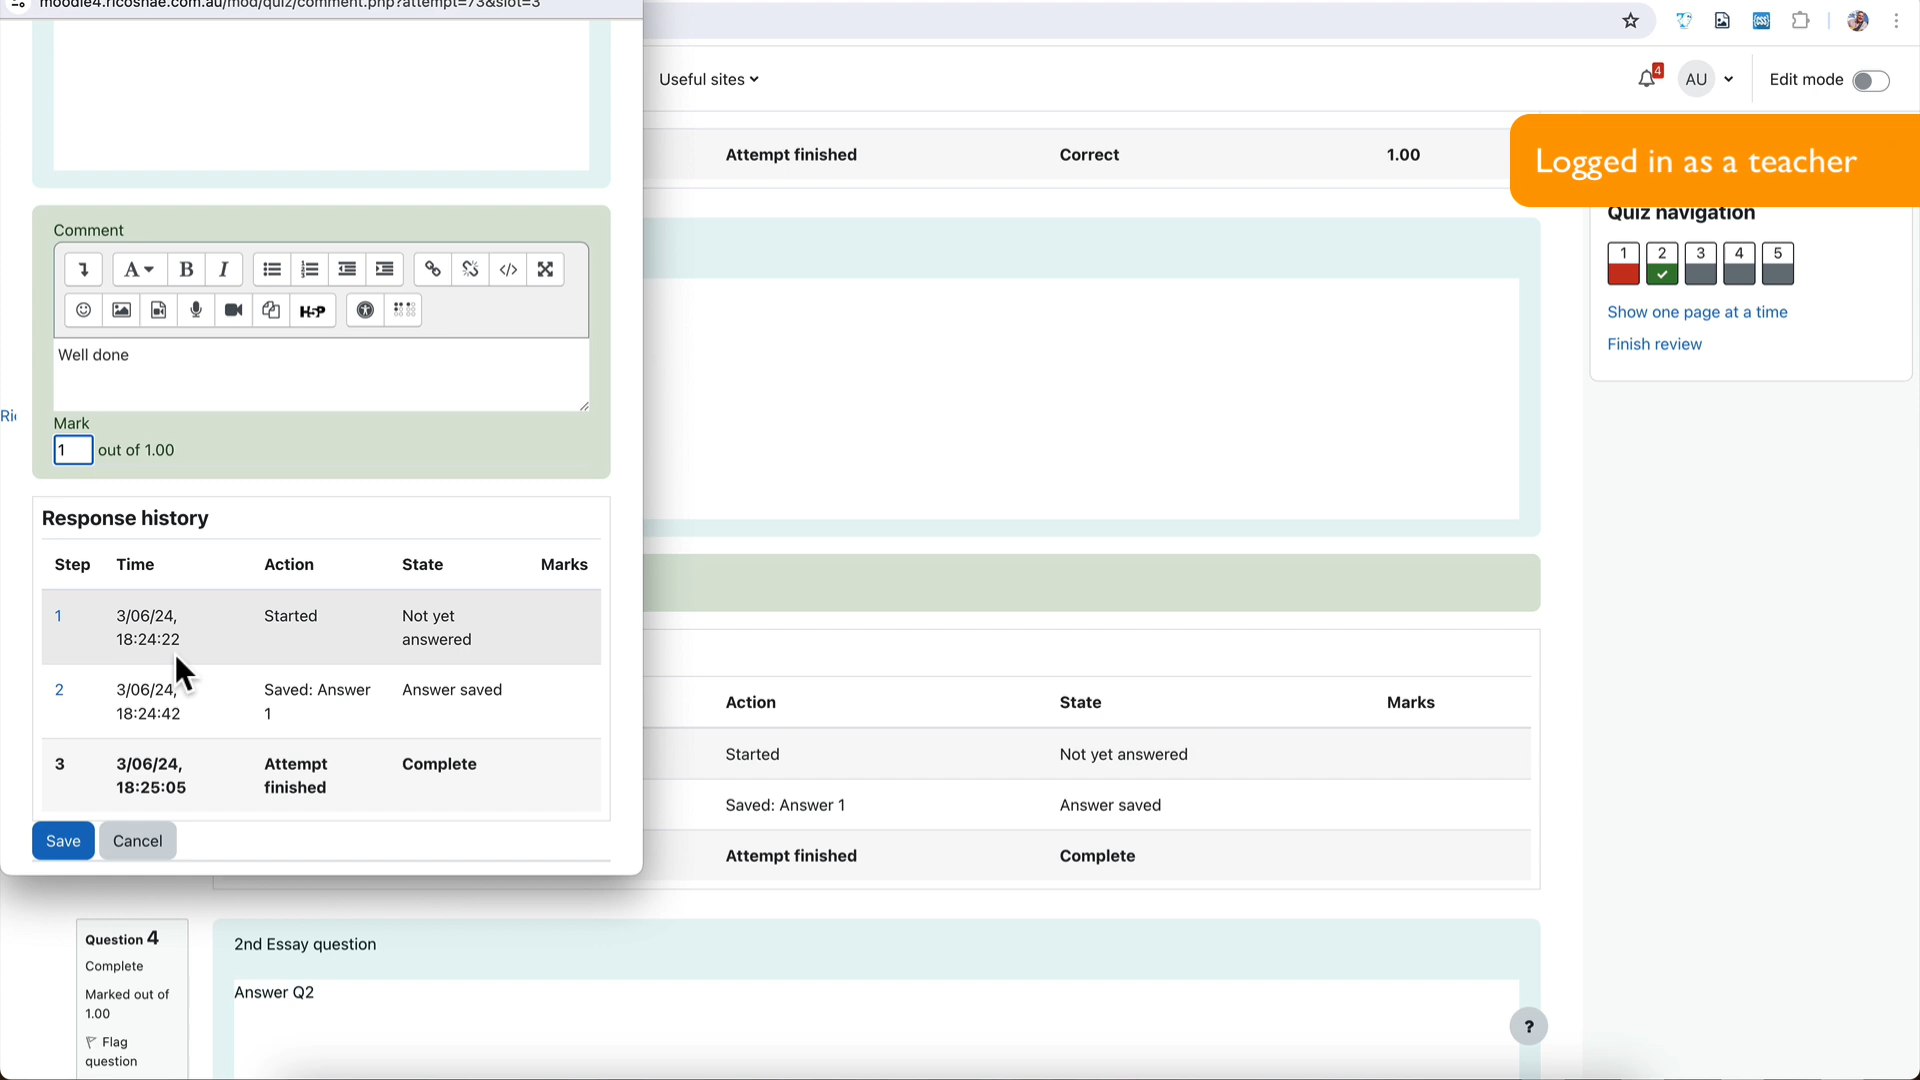 moodle4.ricoshae.com.au/mod/quiz/comment.php?attempt=73&slot=3
Useful sites
4
AU
Edit mode
Attempt finished Correct 1.00
Logged in as a teacher
Quiz navigation
1 2 3 4 5
Show one page at a time
Finish review
Comment
A B I
H5P
Well done
Mark
1 out of 1.00
Response history
Step Time Action State Marks
1 3/06/24, Started Not yet
18:24:22 answered
2 3/06/24, Saved: Answer Answer saved
18:24:42 1
3 3/06/24, Attempt Complete
18:25:05 finished
Save Cancel
Action State Marks
Started Not yet answered
Saved: Answer 1 Answer saved
Attempt finished Complete
Question 4
Complete
Marked out of
1.00
Flag
question
2nd Essay question
Answer Q2
?